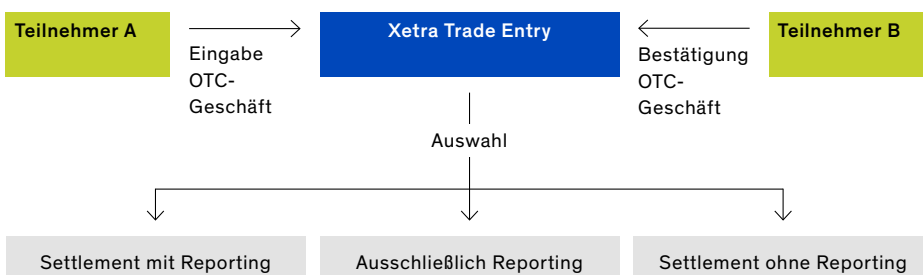 Teilnehmer A
Xetra Trade Entry
Teilnehmer B
Eingabe
OTC-
Geschäft
Bestätigung
OTC-
Geschäft
Auswahl
Settlement mit Reporting
Ausschließlich Reporting
Settlement ohne Reporting